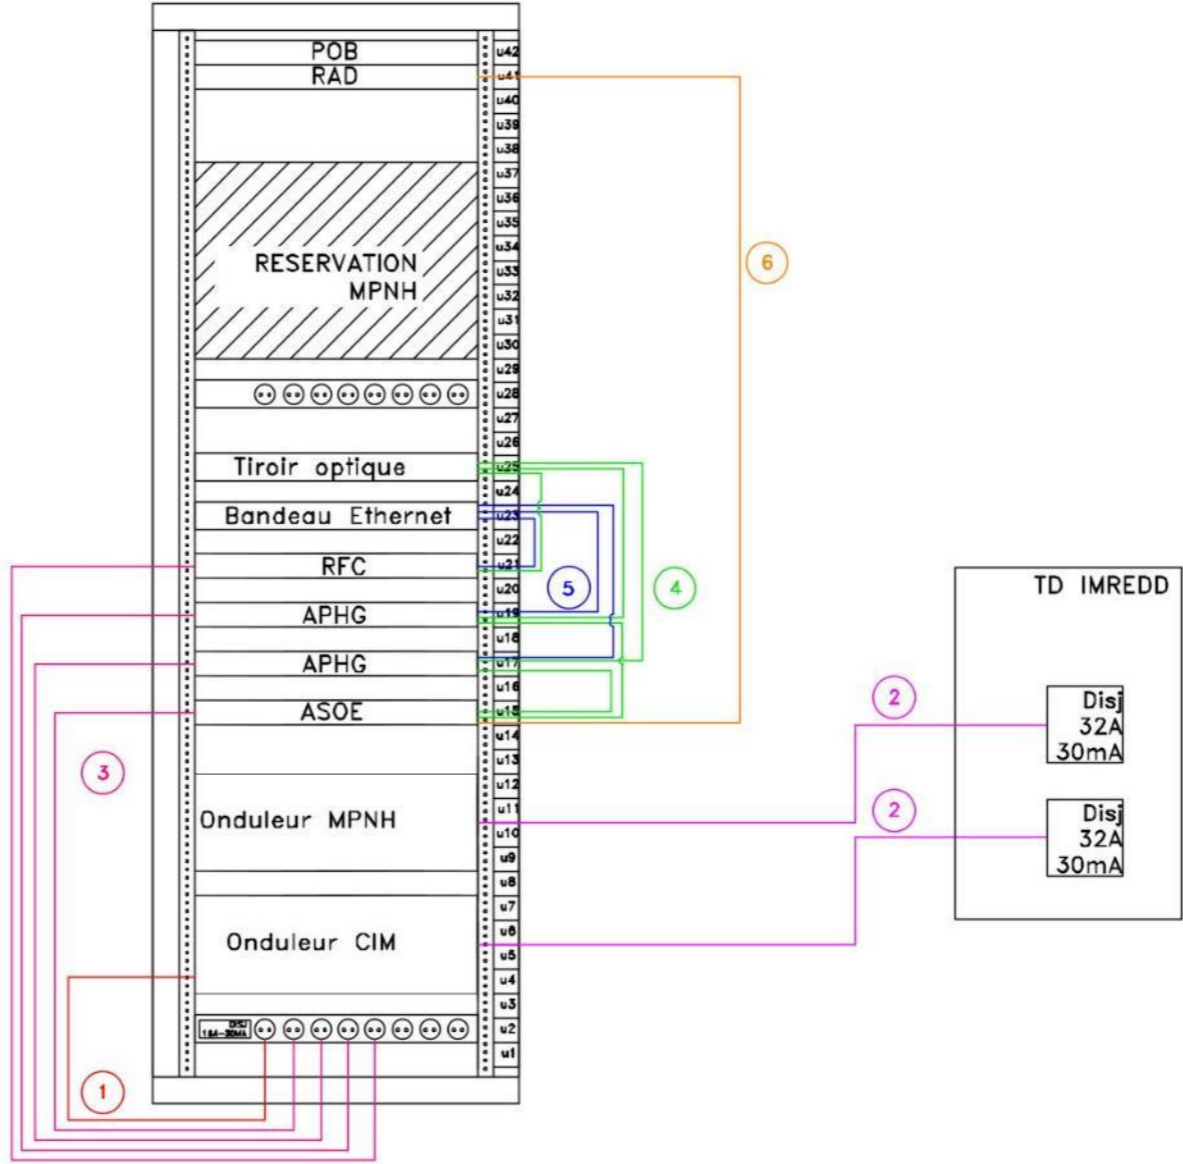 POB
u42
RAD
u41
u40
u39
u38
u37
u36
u35
u34
RESERVATION
MPNH
u33
u32
6
u31
u30
u29
u28
u27
u26
Tiroir optique
u25
u24
Bandeau Ethernet
u23
u22
RFC
u21
u20
5
4
TD IMREDD
APHG
u19
u18
APHG
u17
u16
ASOE
u15
u14
u13
u12
3
Onduleur MPNH
u11
u10
u9
u8
u7
2
Disj
32A
30mA
2
Disj
32A
30mA
Onduleur CIM
u6
u5
u4
u3
DISJ
16A-30MA
u2
u1
1